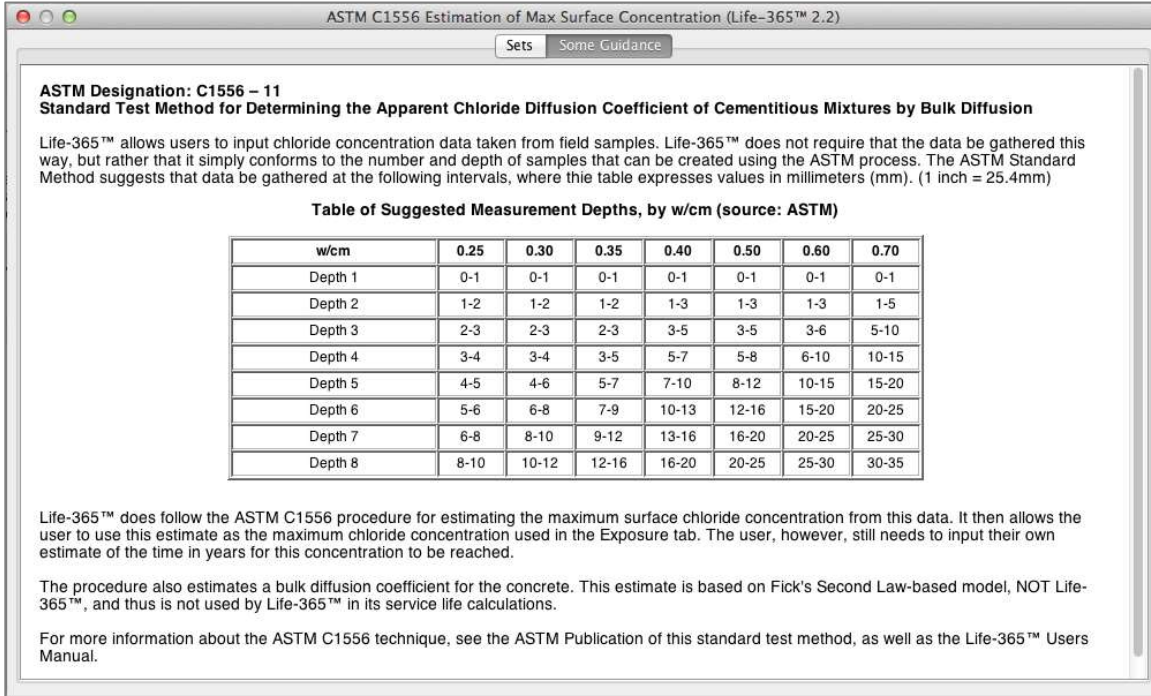 ASTM C1556 Estimation of Max Surface Concentration (Life-365™ 2.2)
Sets Some Guidance
ASTM Designation: C1556 – 11
Standard Test Method for Determining the Apparent Chloride Diffusion Coefficient of Cementitious Mixtures by Bulk Diffusion
Life-365™ allows users to input chloride concentration data taken from field samples. Life-365™ does not require that the data be gathered this
way, but rather that it simply conforms to the number and depth of samples that can be created using the ASTM process. The ASTM Standard
Method suggests that data be gathered at the following intervals, where thie table expresses values in millimeters (mm). (1 inch = 25.4mm)
Table of Suggested Measurement Depths, by w/cm (source: ASTM)
w/cm 0.25 0.30 0.35 0.40 0.50 0.60 0.70
Depth 1 0-1 0-1 0-1 0-1 0-1 0-1 0-1
Depth 2 1-2 1-2 1-2 1-3 1-3 1-3 1-5
Depth 3 2-3 2-3 2-3 3-5 3-5 3-6 5-10
Depth 4 3-4 3-4 3-5 5-7 5-8 6-10 10-15
Depth 5 4-5 4-6 5-7 7-10 8-12 10-15 15-20
Depth 6 5-6 6-8 7-9 10-13 12-16 15-20 20-25
Depth 7 6-8 8-10 9-12 13-16 16-20 20-25 25-30
Depth 8 8-10 10-12 12-16 16-20 20-25 25-30 30-35
Life-365™ does follow the ASTM C1556 procedure for estimating the maximum surface chloride concentration from this data. It then allows the
user to use this estimate as the maximum chloride concentration used in the Exposure tab. The user, however, still needs to input their own
estimate of the time in years for this concentration to be reached.
The procedure also estimates a bulk diffusion coefficient for the concrete. This estimate is based on Fick's Second Law-based model, NOT Life-
365™, and thus is not used by Life-365™ in its service life calculations.
For more information about the ASTM C1556 technique, see the ASTM Publication of this standard test method, as well as the Life-365™ Users
Manual.